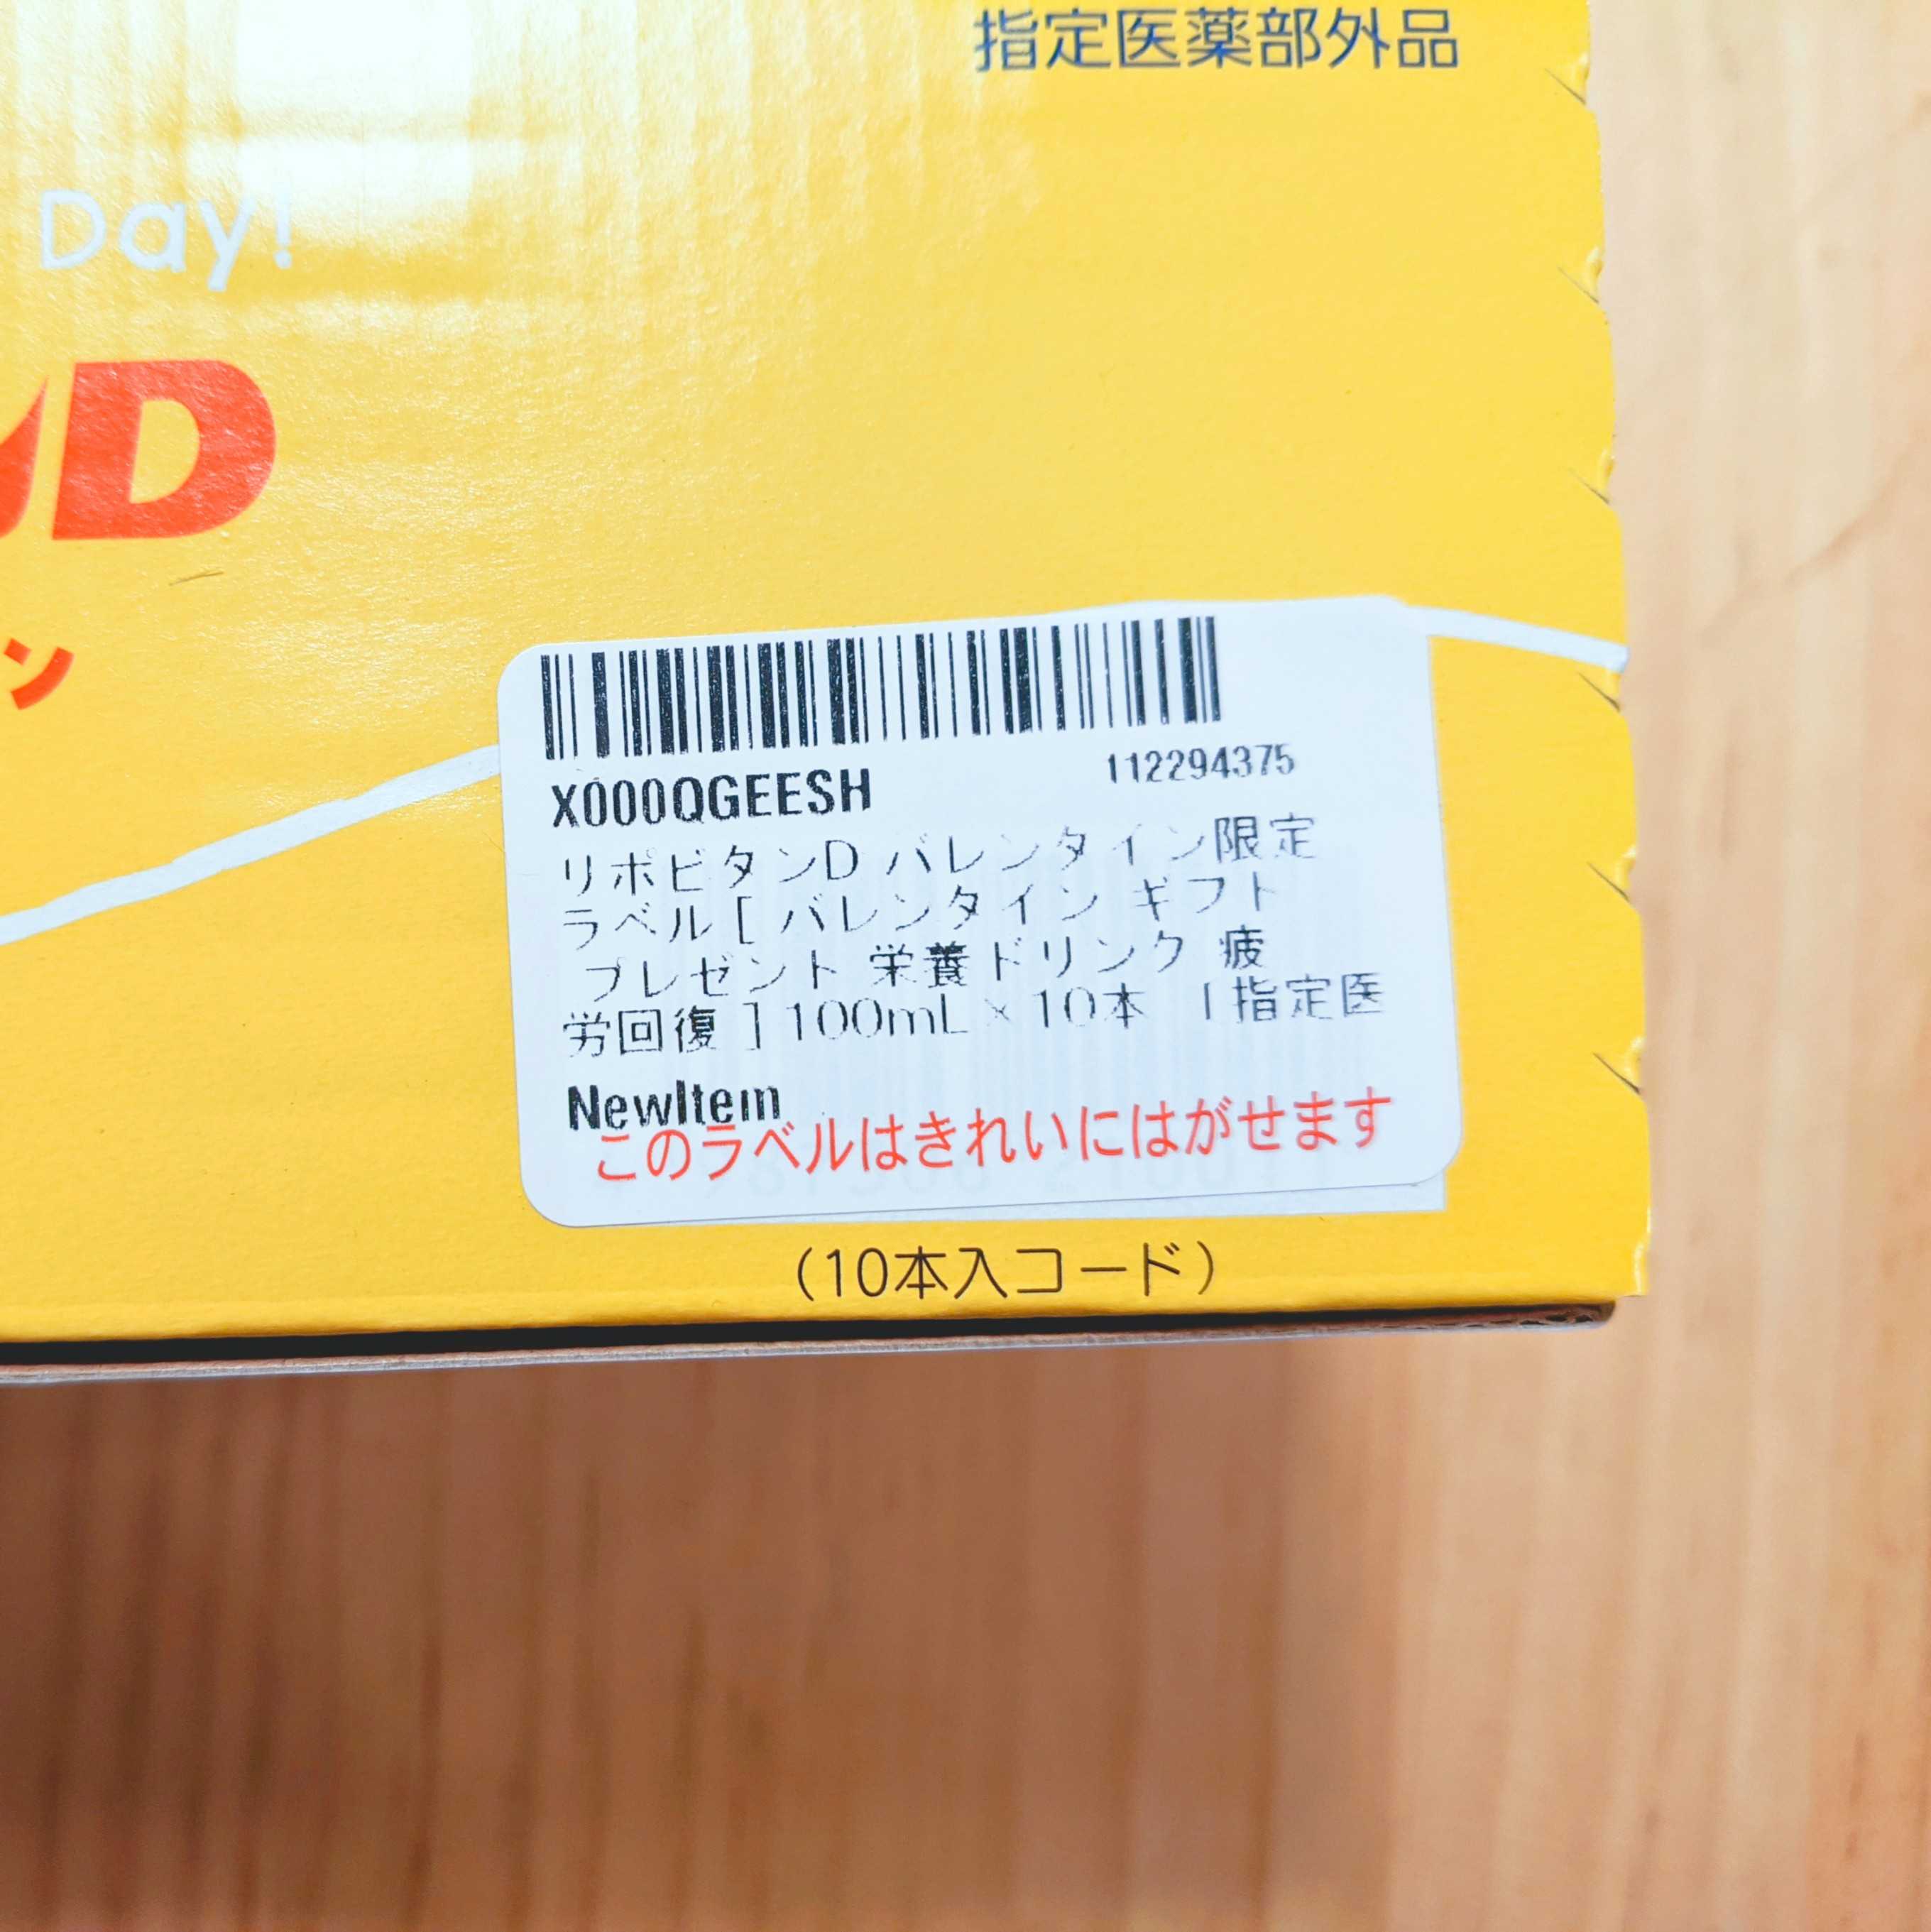 指定医薬部外品
Day!
D
ン
X000QGEESH
112294375
リポビタンD バレンタイン限定
ラベル [ バレンタイン ギフト
プレゼント 栄養ドリンク 疲
労回復 ] 100mL×10本 [指定医
NewItem
このラベルはきれいにはがせます
(10本入コード)